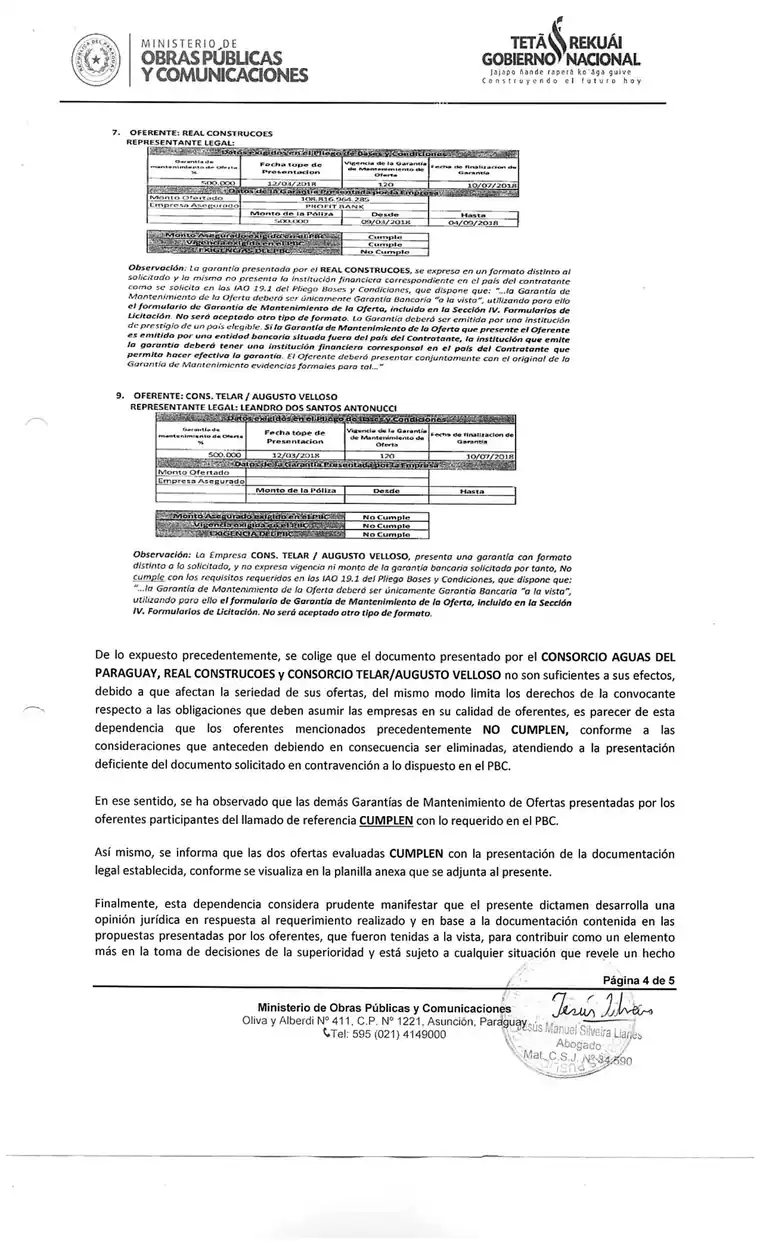 MINISTERIO DE
OBRAS PÚBLICAS
Y COMUNICACIONES
TETÃ REKUÁI
GOBIERNO NACIONAL
Jajapo ñande raperã ko'ãga guive
Construyendo el futuro hoy
7. OFERENTE: REAL CONSTRUCOES
REPRESENTANTE LEGAL:
Datos exigidos en el Pliego de Bases y Condiciones
Garantía de mantenimiento de Oferta % Fecha tope de Presentacion Vigencia de la Garantía de Mantenimiento de Oferta Fecha de finalizacion de Garantia
500.000 12/03/2018 120 10/07/2018
Datos de la Garantía Presentada por la Empresa
Monto Ofertado 108.816.964.285
Empresa Asegurado PROFIT BANK
Monto de la Póliza Desde Hasta
500.000 09/03/2018 04/09/2018
Monto Asegurado exigido en el PBC Cumple
Vigencia exigida en el PBC Cumple
EXIGENCIAS DEL PBC No Cumple
Observación: La garantía presentada por el REAL CONSTRUCOES, se expresa en un formato distinto al
solicitado y la misma no presenta la institución financiera correspondiente en el país del contratante
como se solicita en las IAO 19.1 del Pliego Bases y Condiciones, que dispone que: "...la Garantía de
Mantenimiento de la Oferta deberá ser únicamente Garantía Bancaria "a la vista", utilizando para ello
el formulario de Garantía de Mantenimiento de la Oferta, incluido en la Sección IV. Formularios de
Licitación. No será aceptado otro tipo de formato. La Garantía deberá ser emitida por una institución
de prestigio de un país elegible. Si la Garantía de Mantenimiento de la Oferta que presente el Oferente
es emitido por una entidad bancaria situada fuera del país del Contratante, la institución que emite
la garantía deberá tener una institución financiera corresponsal en el país del Contratante que
permita hacer efectiva la garantía. El Oferente deberá presentar conjuntamente con el original de la
Garantía de Mantenimiento evidencias formales para tal..."
9. OFERENTE: CONS. TELAR / AUGUSTO VELLOSO
REPRESENTANTE LEGAL: LEANDRO DOS SANTOS ANTONUCCI
Datos exigidos en el Pliego de Bases y Condiciones
Garantía de mantenimiento de Oferta % Fecha tope de Presentacion Vigencia de la Garantía de Mantenimiento de Oferta Fecha de finalizacion de Garantia
500.000 12/03/2018 120 10/07/2018
Datos de la Garantía Presentada por la Empresa
Monto Ofertado
Empresa Asegurado
Monto de la Póliza Desde Hasta
Monto Asegurado exigido en el PBC No Cumple
Vigencia exigida en el PBC No Cumple
EXIGENCIA DEL PBC No Cumple
Observación: La Empresa CONS. TELAR / AUGUSTO VELLOSO, presenta una garantía con formato
distinto a lo solicitado, y no expresa vigencia ni monto de la garantía bancaria solicitada por tanto, No
cumple con los requisitos requeridos en las IAO 19.1 del Pliego Bases y Condiciones, que dispone que:
"...la Garantía de Mantenimiento de la Oferta deberá ser únicamente Garantía Bancaria "a la vista",
utilizando para ello el formulario de Garantía de Mantenimiento de la Oferta, incluido en la Sección
IV. Formularios de Licitación. No será aceptado otro tipo de formato.
De lo expuesto precedentemente, se colige que el documento presentado por el CONSORCIO AGUAS DEL
PARAGUAY, REAL CONSTRUCOES y CONSORCIO TELAR/AUGUSTO VELLOSO no son suficientes a sus efectos,
debido a que afectan la seriedad de sus ofertas, del mismo modo limita los derechos de la convocante
respecto a las obligaciones que deben asumir las empresas en su calidad de oferentes, es parecer de esta
dependencia que los oferentes mencionados precedentemente NO CUMPLEN, conforme a las
consideraciones que anteceden debiendo en consecuencia ser eliminadas, atendiendo a la presentación
deficiente del documento solicitado en contravención a lo dispuesto en el PBC.
En ese sentido, se ha observado que las demás Garantías de Mantenimiento de Ofertas presentadas por los
oferentes participantes del llamado de referencia CUMPLEN con lo requerido en el PBC.
Así mismo, se informa que las dos ofertas evaluadas CUMPLEN con la presentación de la documentación
legal establecida, conforme se visualiza en la planilla anexa que se adjunta al presente.
Finalmente, esta dependencia considera prudente manifestar que el presente dictamen desarrolla una
opinión jurídica en respuesta al requerimiento realizado y en base a la documentación contenida en las
propuestas presentadas por los oferentes, que fueron tenidas a la vista, para contribuir como un elemento
más en la toma de decisiones de la superioridad y está sujeto a cualquier situación que revele un hecho
Página 4 de 5
Ministerio de Obras Públicas y Comunicaciones
Oliva y Alberdi Nº 411, C.P. Nº 1221, Asunción, Paraguay
Tel: 595 (021) 4149000
Jesús Manuel Silveira Llanes
Abogado
Mat. C.S.J. Nº 34.590